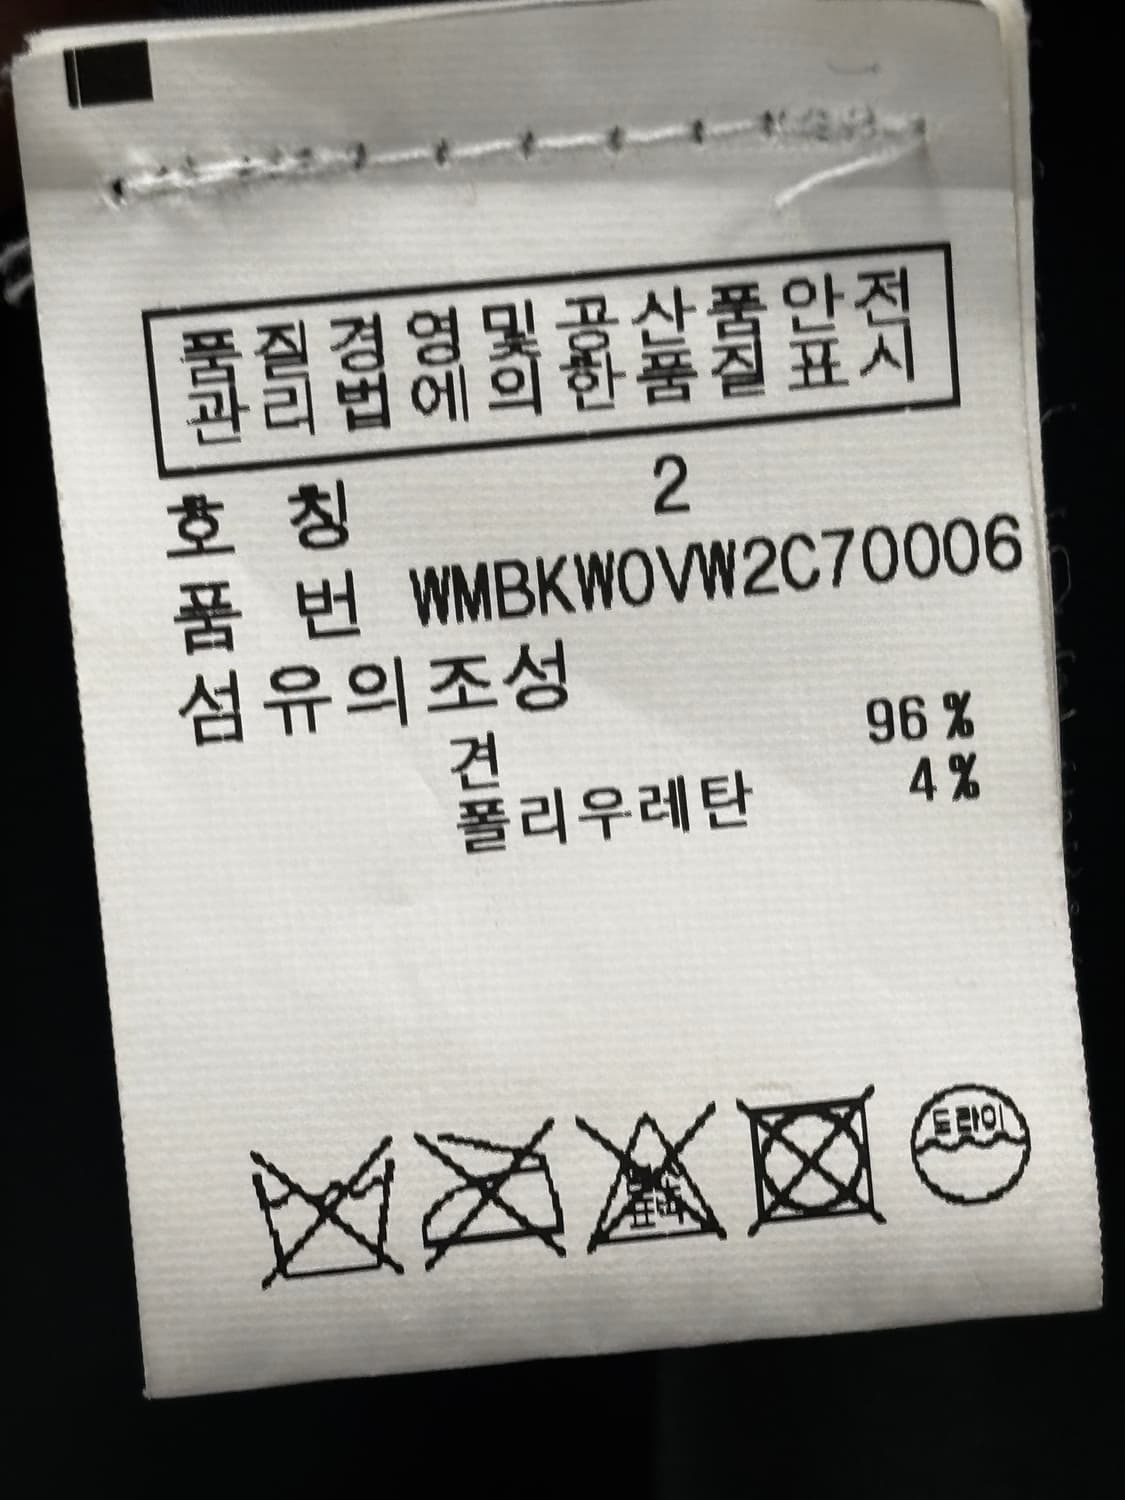 품질경영및공산품안전
관리법에의한품질표시
호 칭 2
품 번 WMBKWOVW2C70006
섬유의조성
견 96%
폴리우레탄 4%
드라이